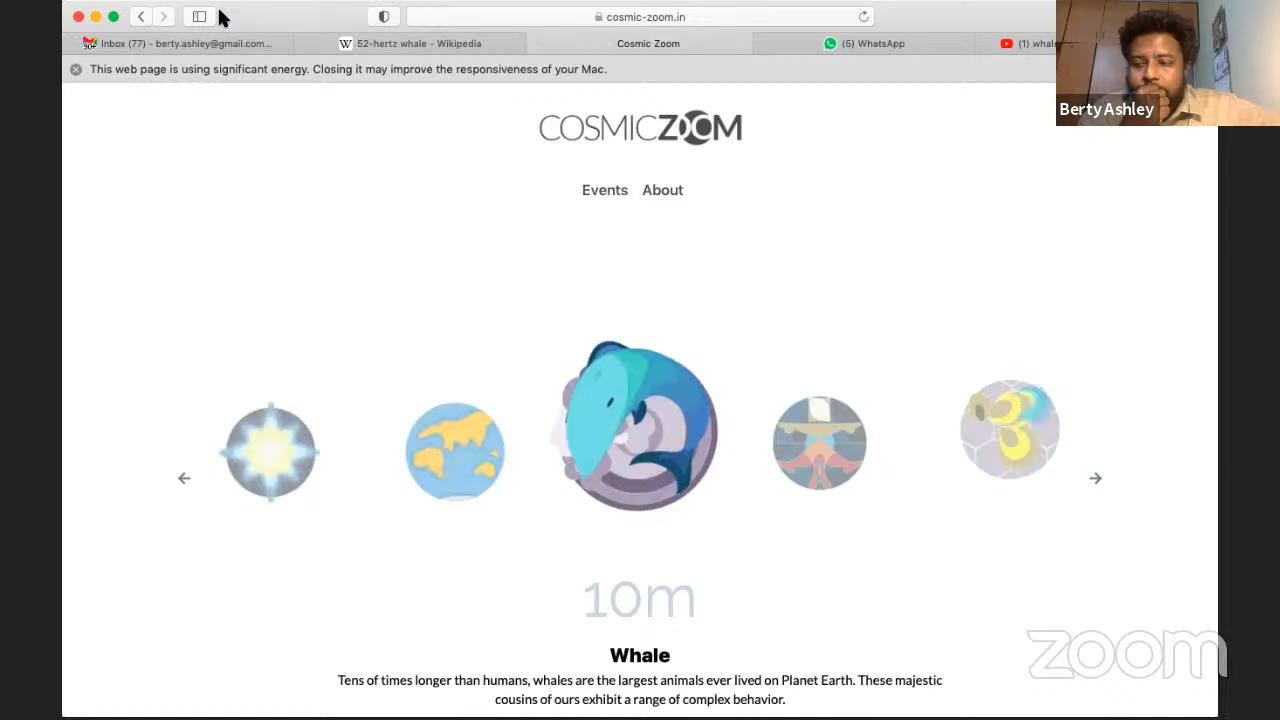 cosmic-zoom.in
Inbox (77) - berty.ashley@gmail.com...
52-hertz whale - Wikipedia
Cosmic Zoom
(5) WhatsApp
(1) whal
This web page is using significant energy. Closing it may improve the responsiveness of your Mac.
Berty Ashley
COSMICZOOM
Events About
10m
Whale
Tens of times longer than humans, whales are the largest animals ever lived on Planet Earth. These majestic
cousins of ours exhibit a range of complex behavior.
zoom